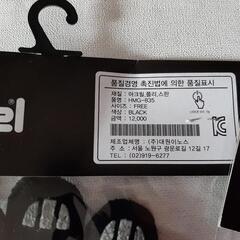 el
품질경영 촉진법에 의한 품질표시
재질 : 아크릴,폴리,스판
품명 : HMG-835
사이즈 : FREE
색상 : BLACK
금액 : 12,000
제조업체명 : (주)대원이노스
주 소 : 서울 노원구 광운로길 12길 17
TEL : 02)919-6277